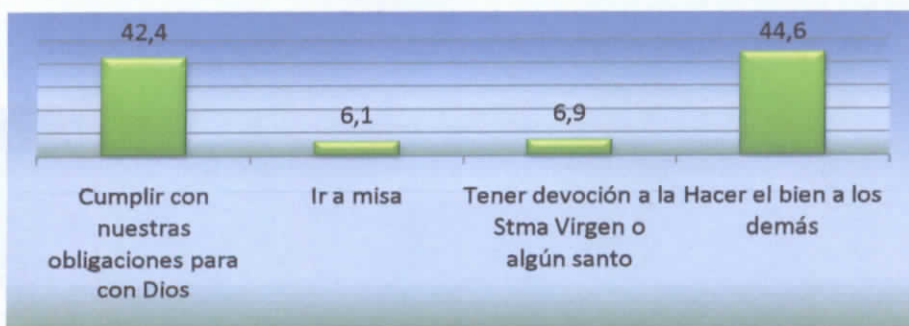 42,4
6,1
6,9
44,6
Cumplir con
nuestras
obligaciones para
con Dios
Ir a misa
Tener devoción a la
Stma Virgen o
algún santo
Hacer el bien a los
demás